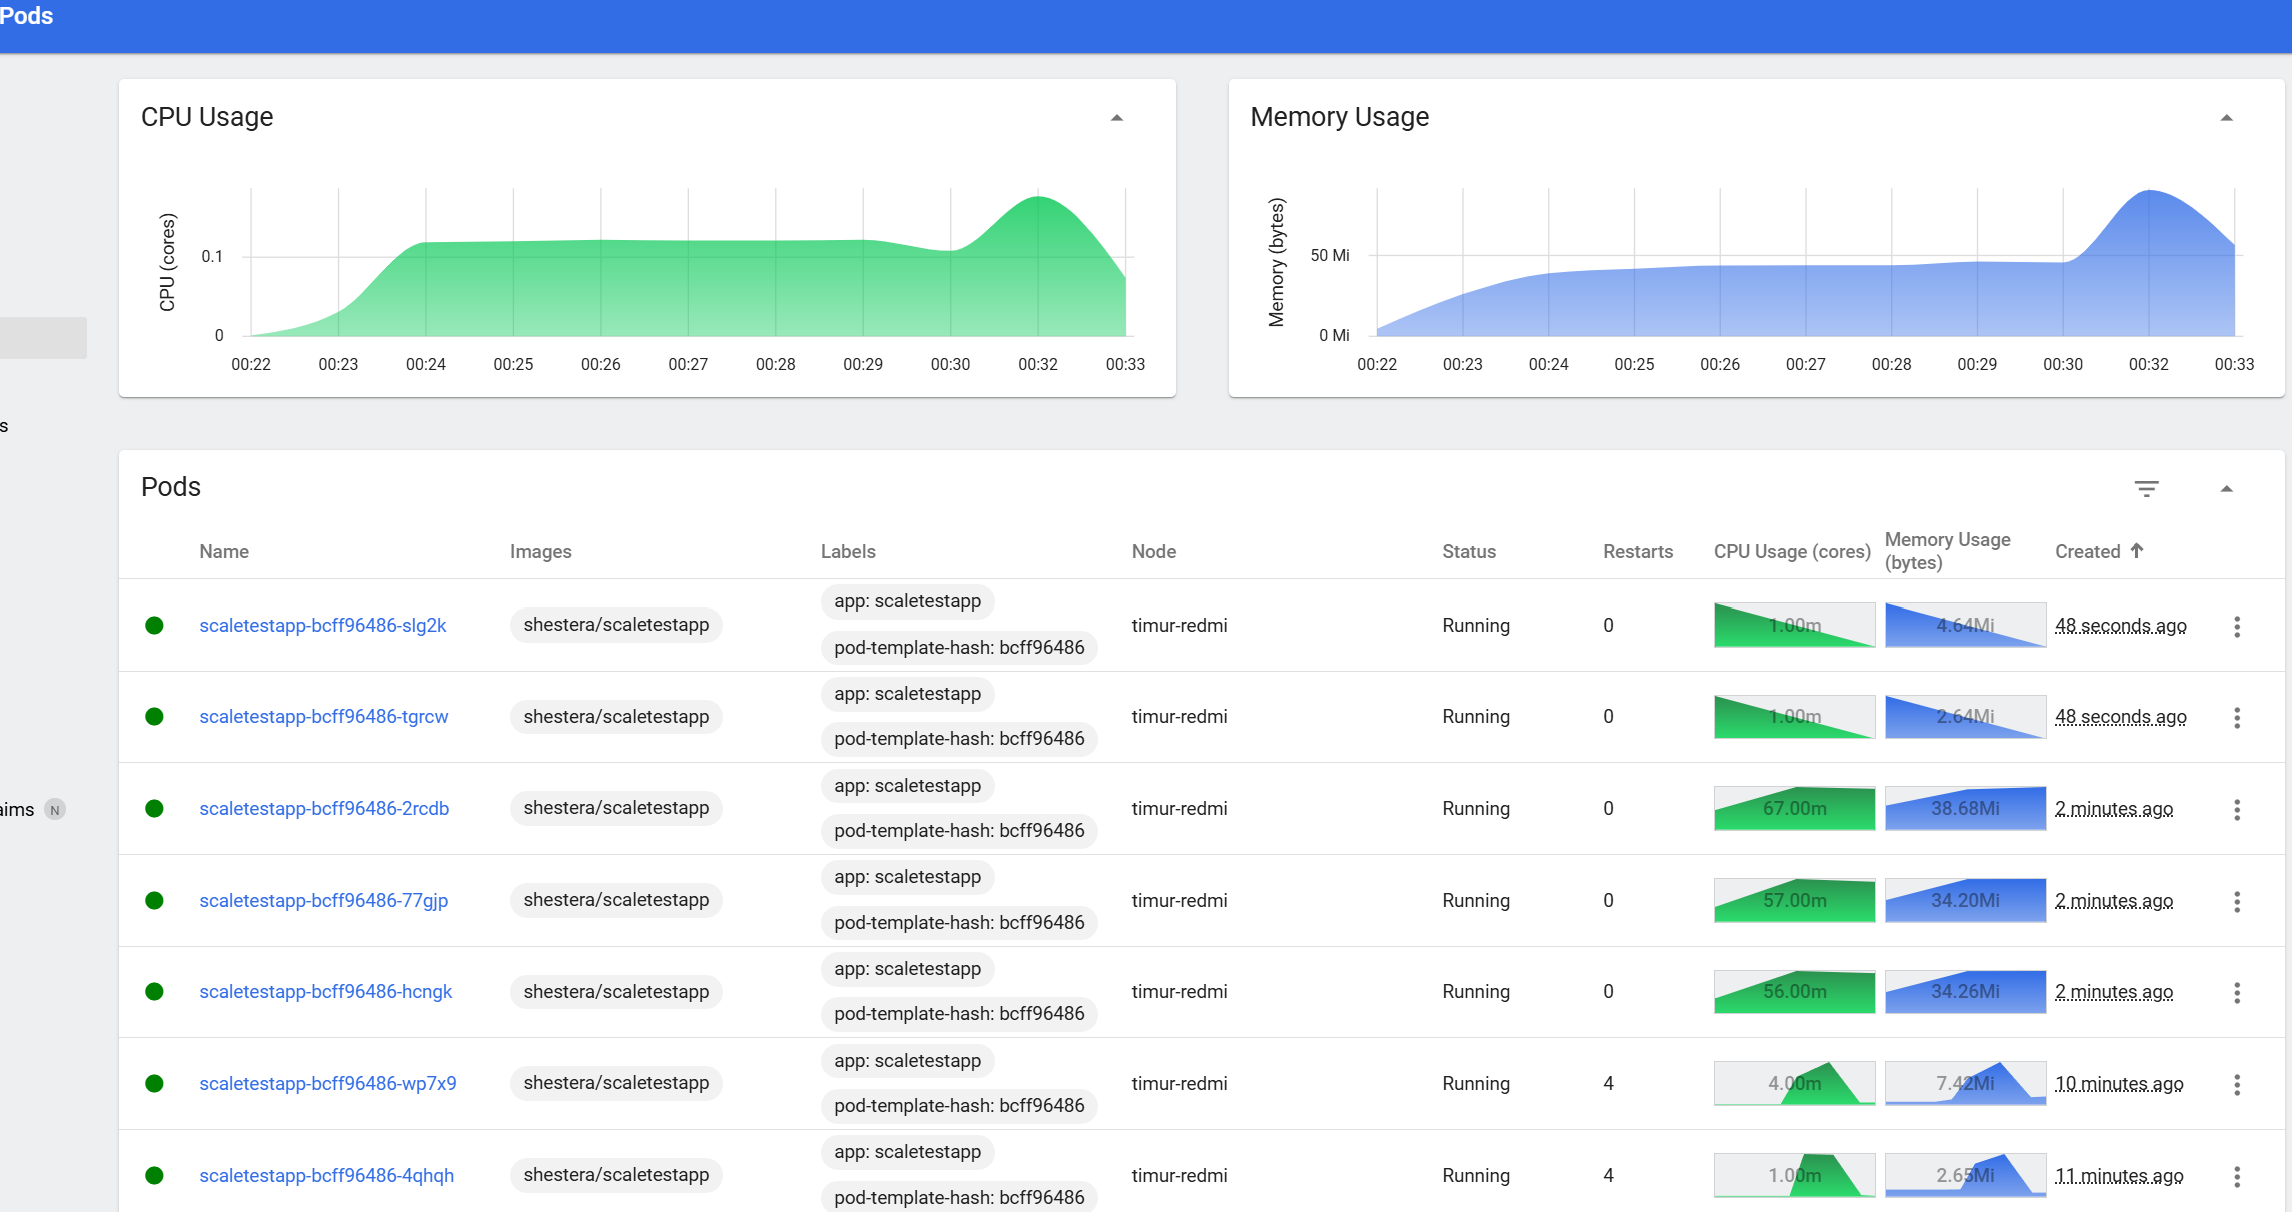 Pods
CPU Usage
CPU (cores)
0.1
0
00:22 00:23 00:24 00:25 00:26 00:27 00:28 00:29 00:30 00:32 00:33
Memory Usage
Memory (bytes)
50 Mi
0 Mi
00:22 00:23 00:24 00:25 00:26 00:27 00:28 00:29 00:30 00:32 00:33
s
aims N
Pods
Name Images Labels Node Status Restarts CPU Usage (cores) Memory Usage (bytes) Created
app: scaletestapp
scaletestapp-bcff96486-slg2k shestera/scaletestapp timur-redmi Running 0 1.00m 4.64Mi 48 seconds ago
pod-template-hash: bcff96486
app: scaletestapp
scaletestapp-bcff96486-tgrcw shestera/scaletestapp timur-redmi Running 0 1.00m 2.64Mi 48 seconds ago
pod-template-hash: bcff96486
app: scaletestapp
scaletestapp-bcff96486-2rcdb shestera/scaletestapp timur-redmi Running 0 67.00m 38.68Mi 2 minutes ago
pod-template-hash: bcff96486
app: scaletestapp
scaletestapp-bcff96486-77gjp shestera/scaletestapp timur-redmi Running 0 57.00m 34.20Mi 2 minutes ago
pod-template-hash: bcff96486
app: scaletestapp
scaletestapp-bcff96486-hcngk shestera/scaletestapp timur-redmi Running 0 56.00m 34.26Mi 2 minutes ago
pod-template-hash: bcff96486
app: scaletestapp
scaletestapp-bcff96486-wp7x9 shestera/scaletestapp timur-redmi Running 4 4.00m 7.42Mi 10 minutes ago
pod-template-hash: bcff96486
app: scaletestapp
scaletestapp-bcff96486-4qhqh shestera/scaletestapp timur-redmi Running 4 1.00m 2.65Mi 11 minutes ago
pod-template-hash: bcff96486